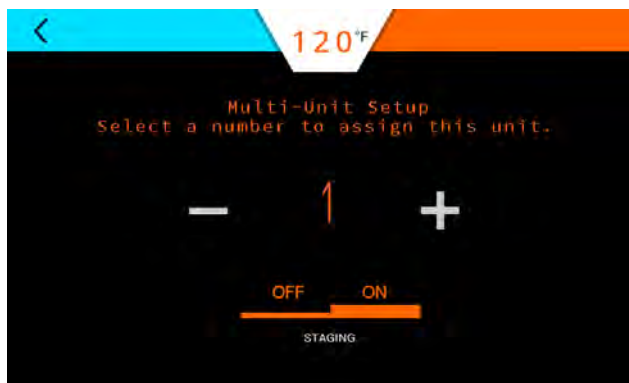 120°F
Multi-Unit Setup
Select a number to assign this unit.
− 1 +
OFF ON
STAGING